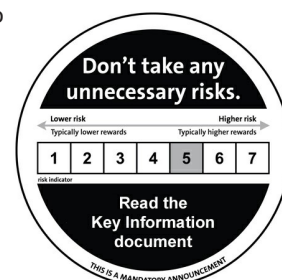 Don't take any
unnecessary risks.
Lower risk Higher risk
Typically lower rewards Typically higher rewards
1 2 3 4 5 6 7
risk indicator
Read the
Key Information
document
THIS IS A MANDATORY ANNOUNCEMENT